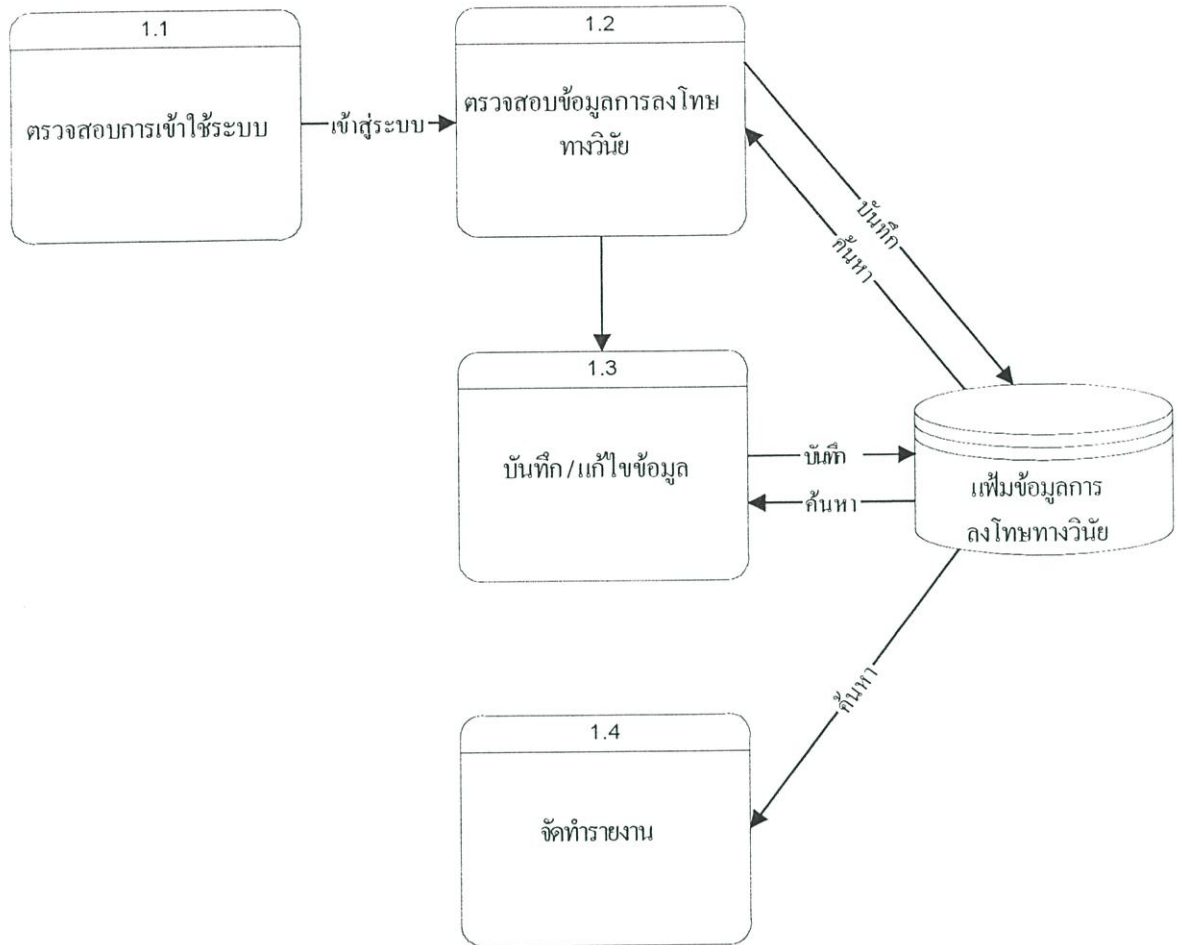 1.1
ตรวจสอบการเข้าใช้ระบบ
เข้าสู่ระบบ
1.2
ตรวจสอบข้อมูลการลงโทษ
ทางวินัย
บันทึก
ค้นหา
1.3
บันทึก/แก้ไขข้อมูล
บันทึก
ค้นหา
แฟ้มข้อมูลการ
ลงโทษทางวินัย
ค้นหา
1.4
จัดทำรายงาน